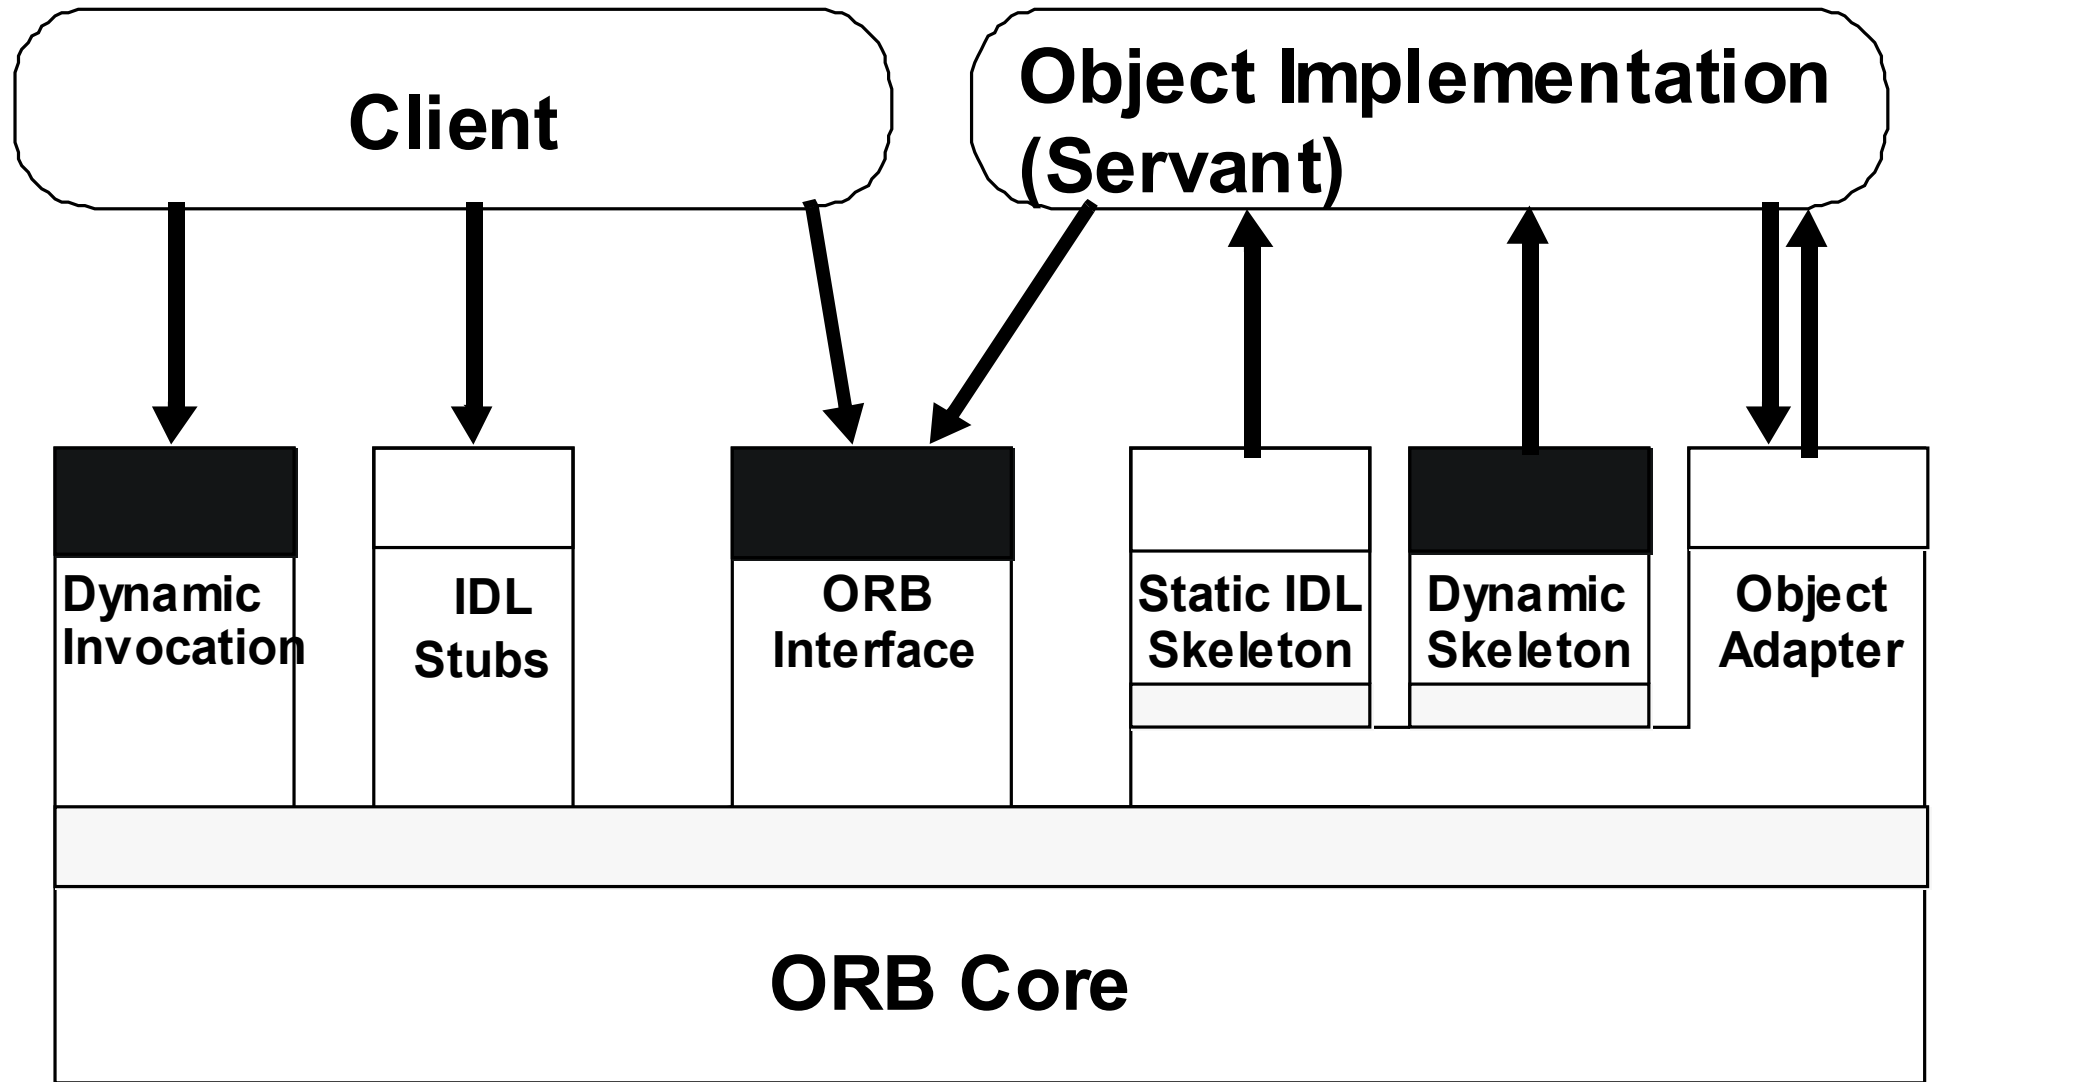 Client
Object Implementation
(Servant)
Dynamic
Invocation
IDL
Stubs
ORB
Interface
Static IDL
Skeleton
Dynamic
Skeleton
Object
Adapter
ORB Core